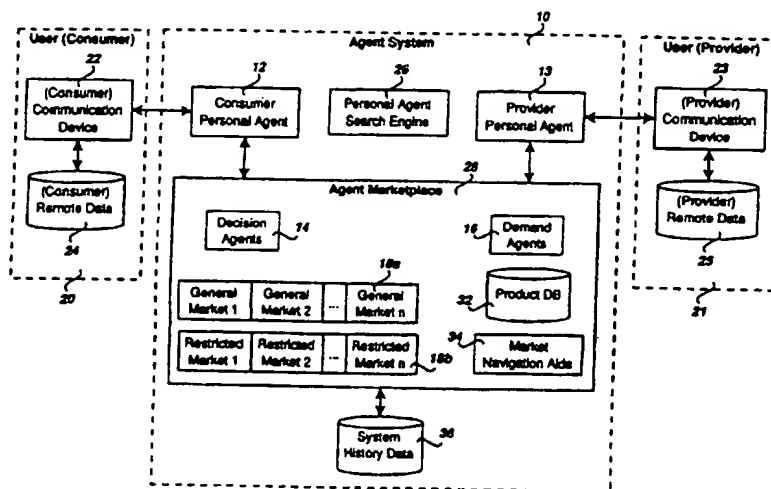 10
User (Consumer)
Agent System
User (Provider)
22
12
26
13
23
(Consumer)
Communication
Device
Consumer
Personal Agent
Personal Agent
Search Engine
Provider
Personal Agent
(Provider)
Communication
Device
28
Agent Marketplace
(Consumer)
Remote Data
24
Decision
Agents
14
16
Demand
Agents
(Provider)
Remote Data
25
18a
General
Market 1
General
Market 2
...
General
Market n
32
Product DB
20
21
Restricted
Market 1
Restricted
Market 2
...
Restricted
Market n
18b
34
Market
Navigation Aids
System
History Data
36